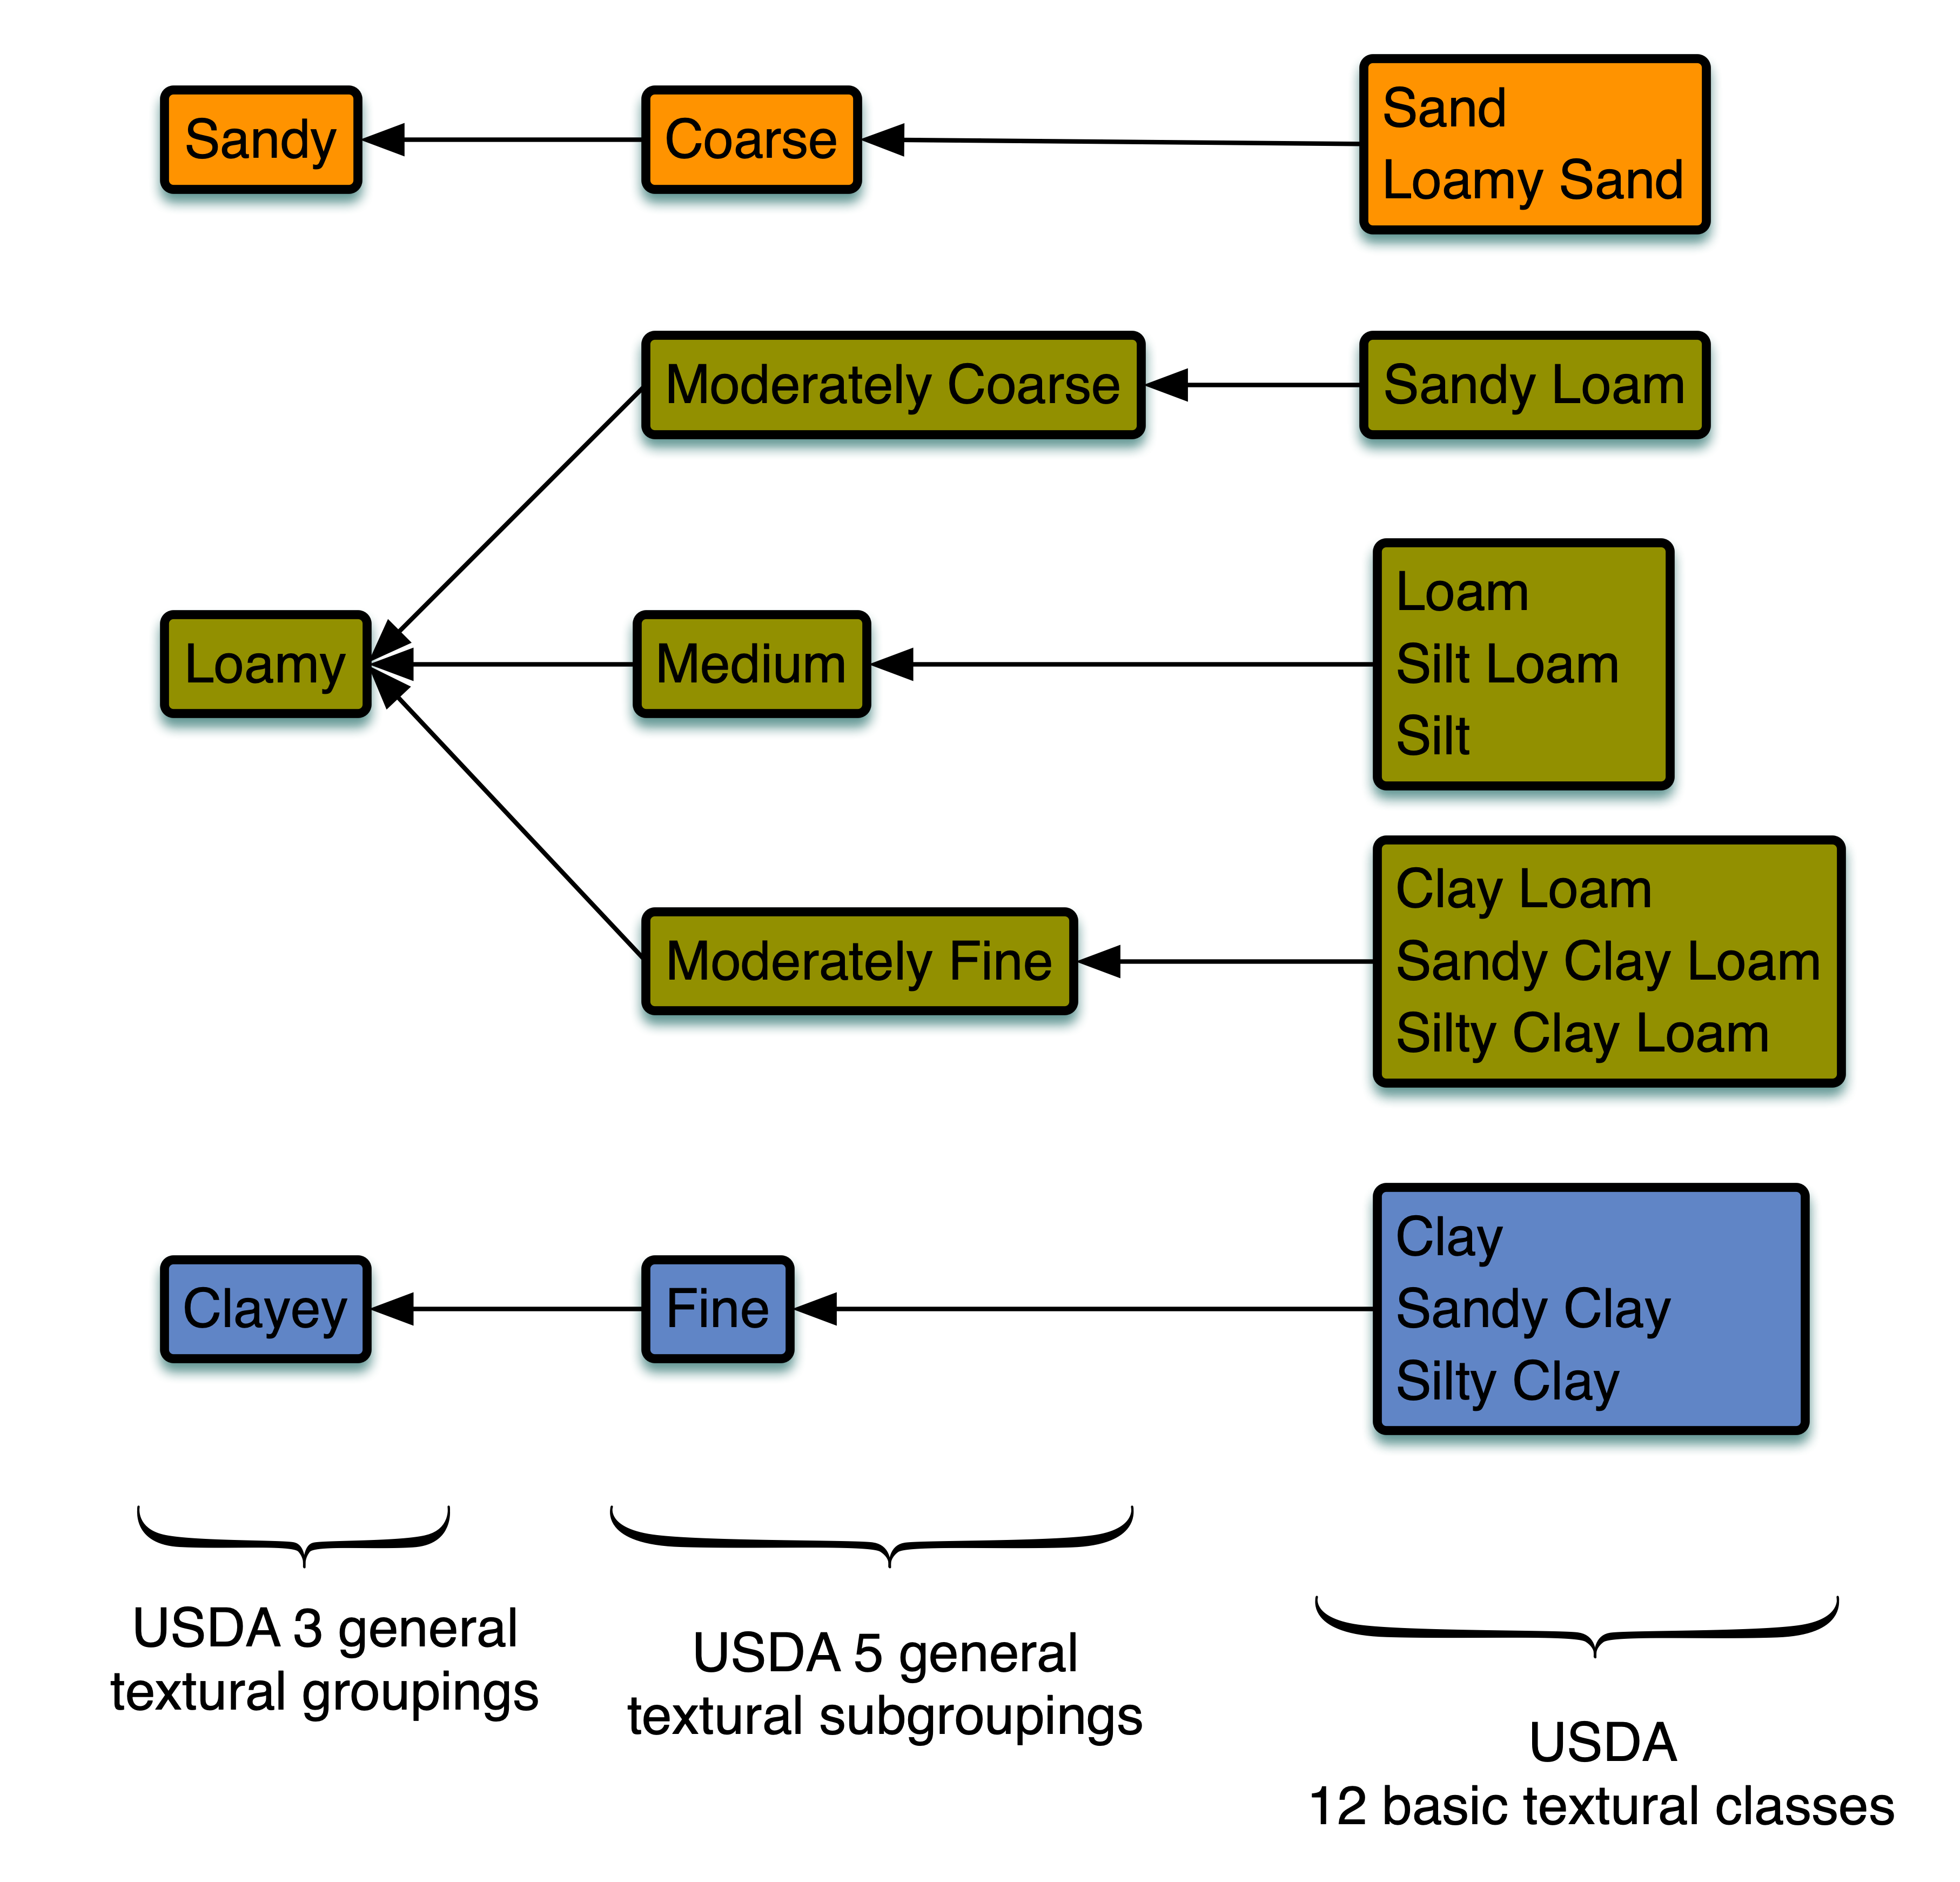 Sandy
Coarse
Sand
Loamy Sand
Moderately Coarse
Sandy Loam
Loamy
Medium
Loam
Silt Loam
Silt
Moderately Fine
Clay Loam
Sandy Clay Loam
Silty Clay Loam
Clayey
Fine
Clay
Sandy Clay
Silty Clay
USDA 3 general
textural groupings
USDA 5 general
textural subgroupings
USDA
12 basic textural classes